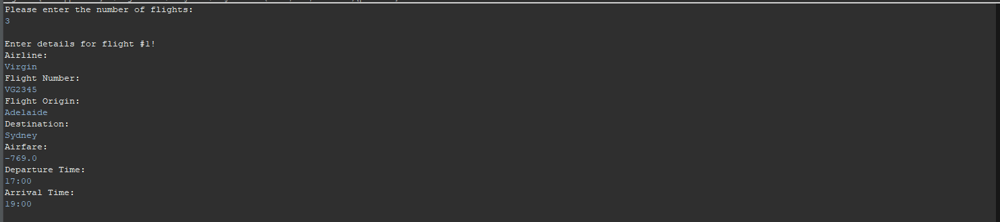 Please enter the number of flights:
3
Enter details for flight #1!
Airline:
Virgin
Flight Number:
VG2345
Flight Origin:
Adelaide
Destination:
Sydney
Airfare:
-769.0
Departure Time:
17:00
Arrival Time:
19:00